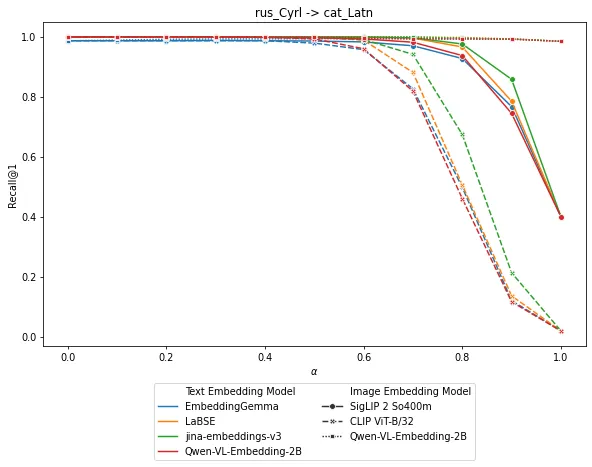 rus_Cyrl -> cat_Latn
Recall@1
1.0
0.8
0.6
0.4
0.2
0.0
0.0 0.2 0.4 0.6 0.8 1.0
α
Text Embedding Model
EmbeddingGemma
LaBSE
jina-embeddings-v3
Qwen-VL-Embedding-2B
Image Embedding Model
SigLIP 2 So400m
CLIP ViT-B/32
Qwen-VL-Embedding-2B